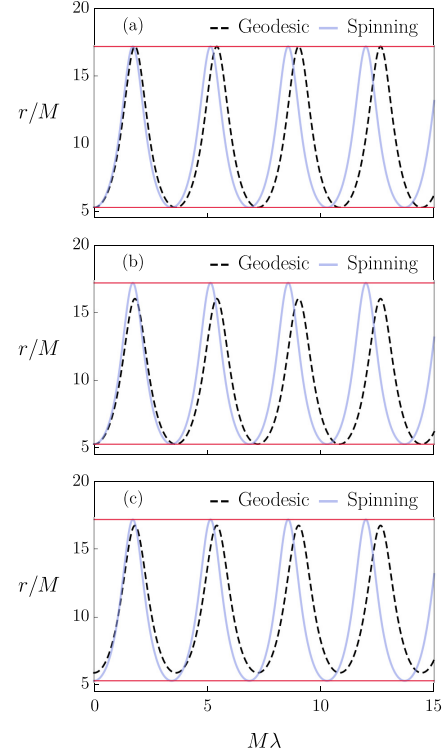 20
(a) Geodesic Spinning
15
r/M
10
5
20
(b) Geodesic Spinning
15
r/M
10
5
20
(c) Geodesic Spinning
15
r/M
10
5
0 5 10 15
Mλ